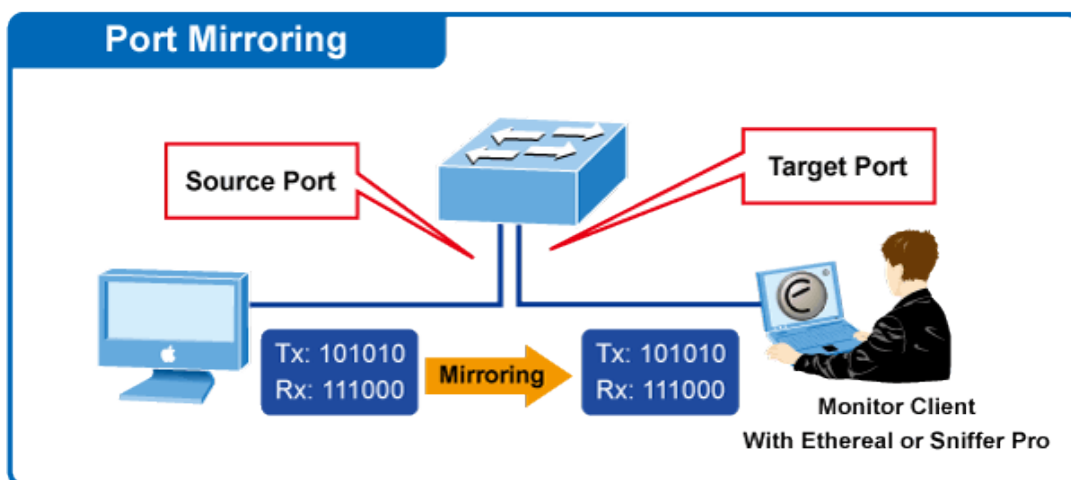 Port Mirroring
Source Port
Target Port
Tx: 101010
Rx: 111000
Mirroring
Tx: 101010
Rx: 111000
Monitor Client
With Ethereal or Sniffer Pro